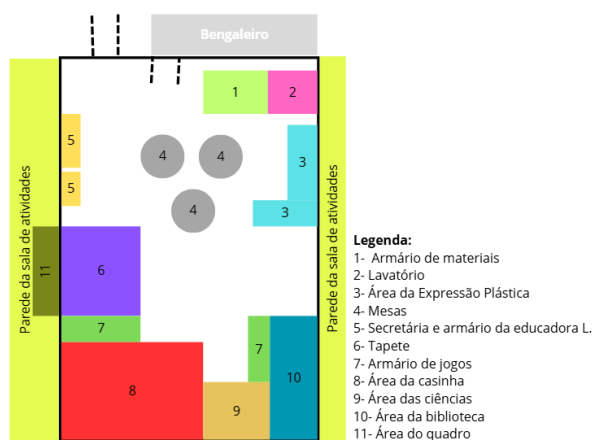 Bengaleiro
1
2
5
4
4
3
5
4
3
Parede da sala de atividades
Parede da sala de atividades
11
6
7
7
8
9
10
Legenda:
1- Armário de materiais
2- Lavatório
3- Área da Expressão Plástica
4- Mesas
5- Secretária e armário da educadora L.
6- Tapete
7- Armário de jogos
8- Área da casinha
9- Área das ciências
10- Área da biblioteca
11- Área do quadro